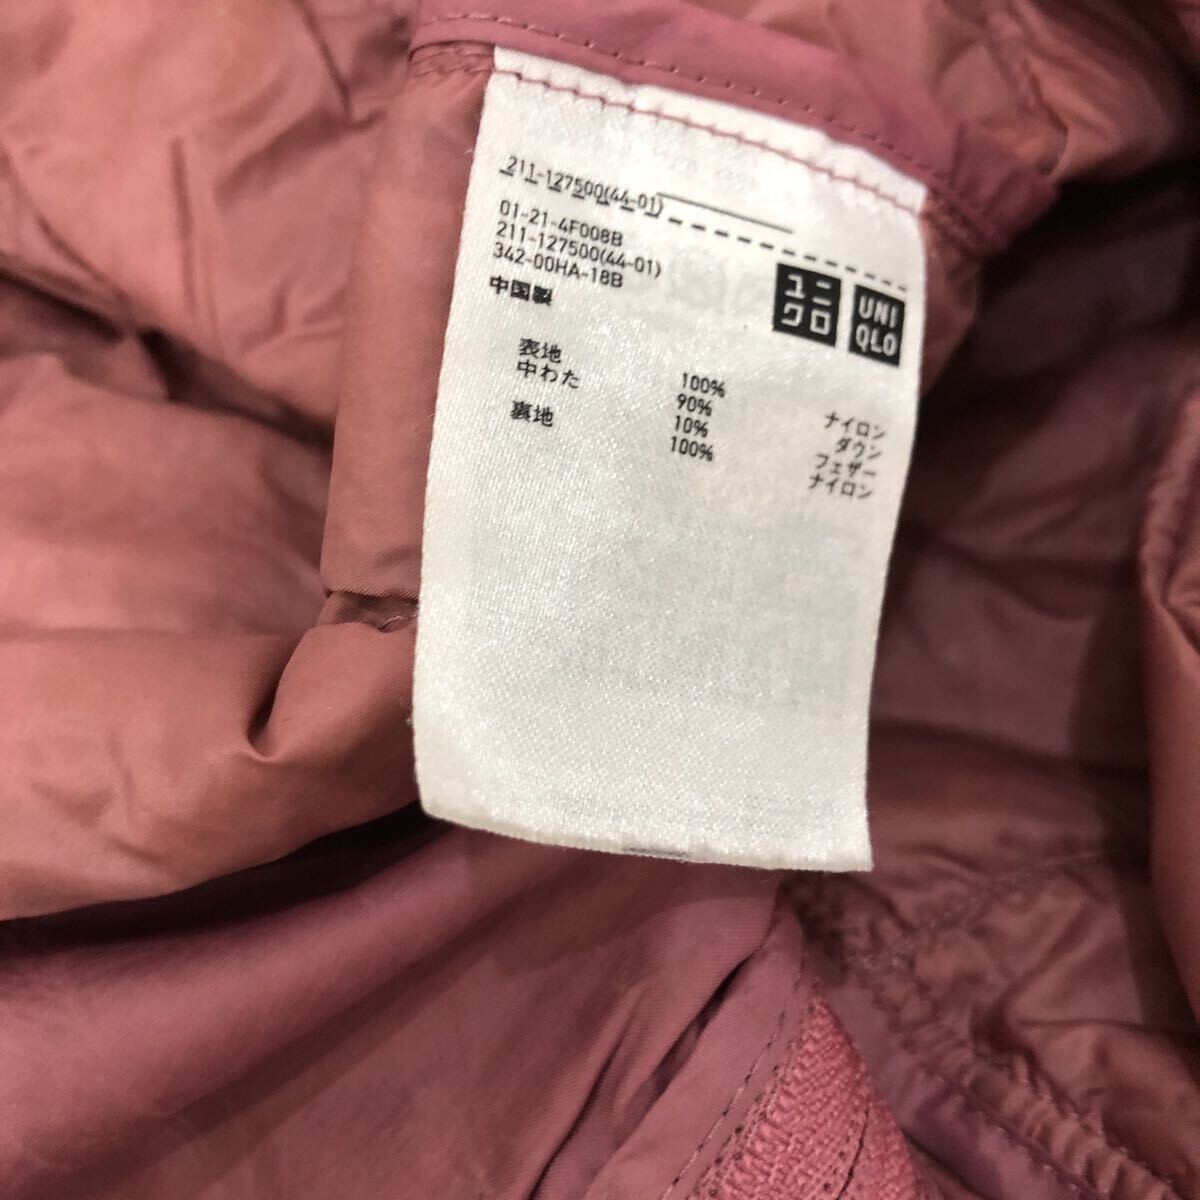 211-127500(44-01)
01-21-4F008B
211-127500(44-01)
342-00HA-18B
中国製
ユニ
クロ
UNI
QLO
表地 100% ナイロン
中わた 90% ダウン
10% フェザー
裏地 100% ナイロン